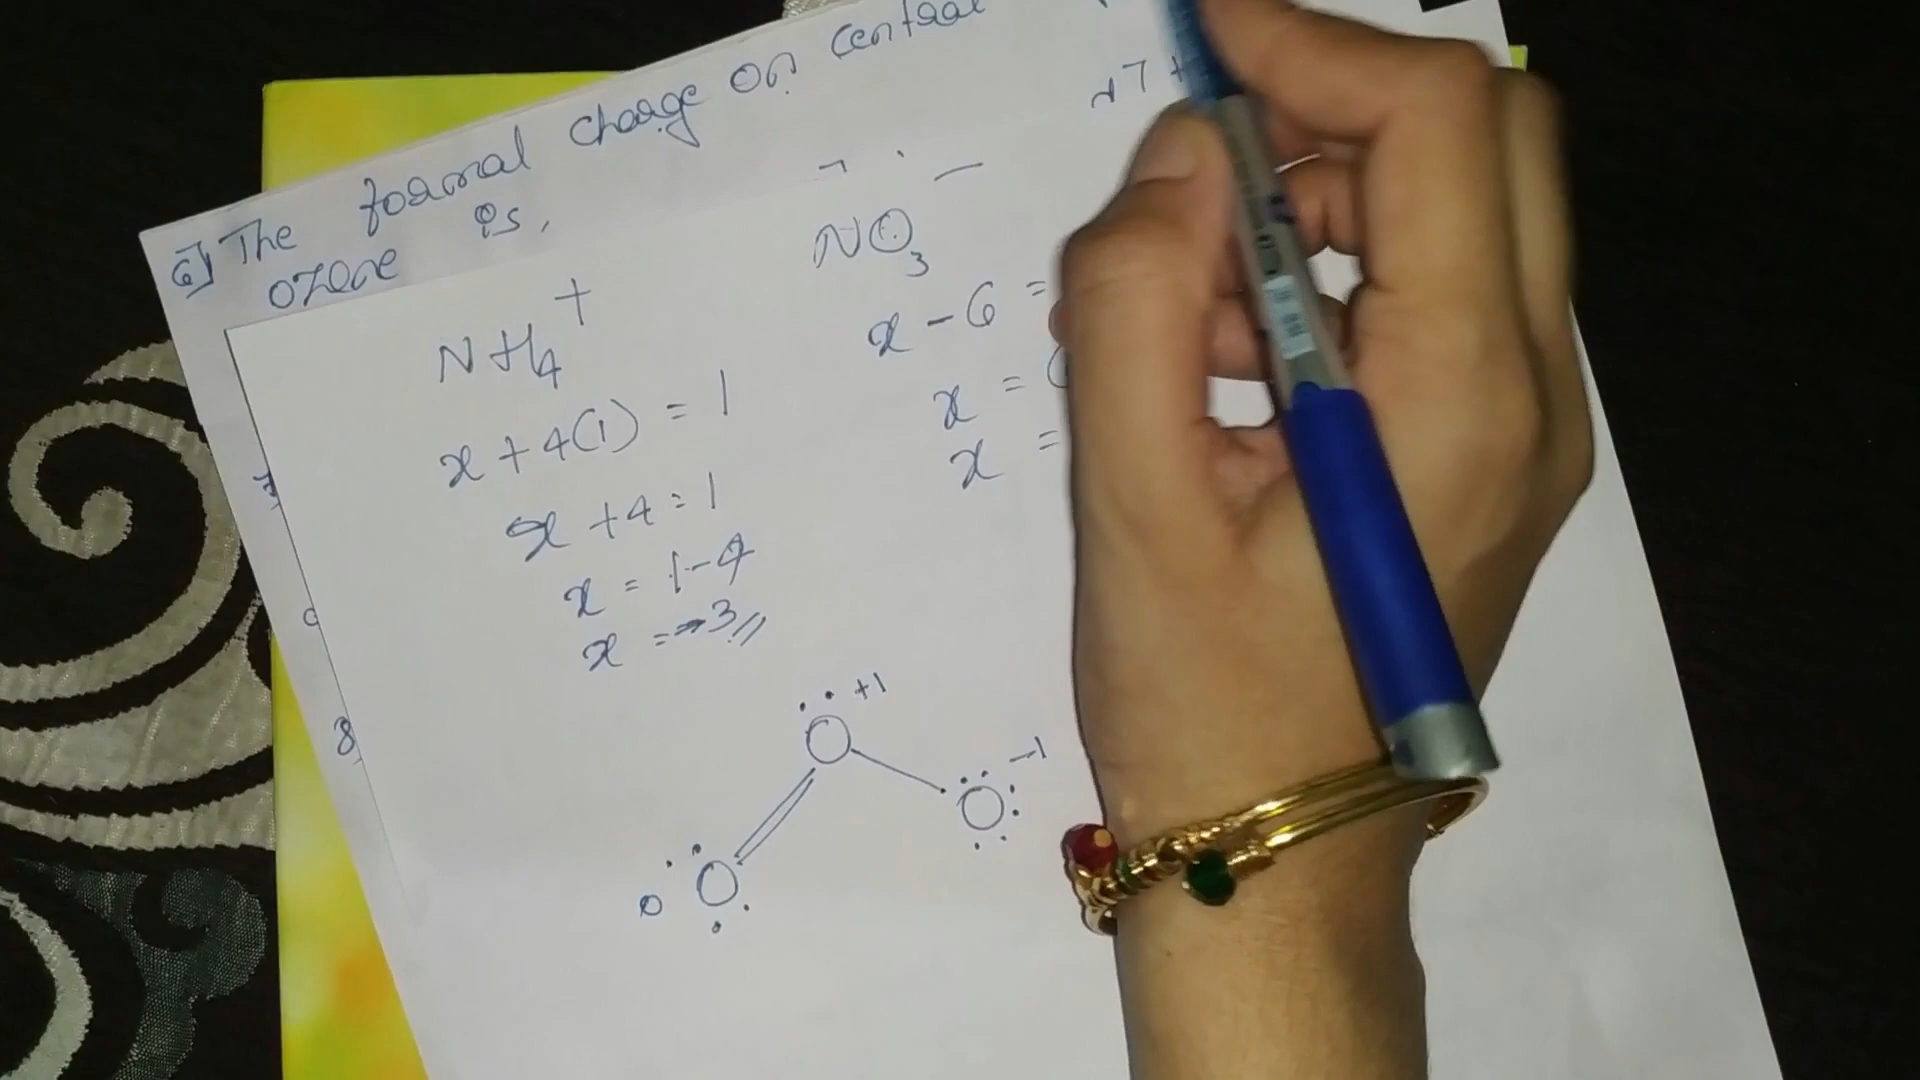 6] The formal charge on central
ozone is,
NH4+
x + 4(1) = 1
x + 4 = 1
x = 1-4
x = -3//
NO3
x - 6 =
x =
x =
+1
O
-1
O
0 O
8